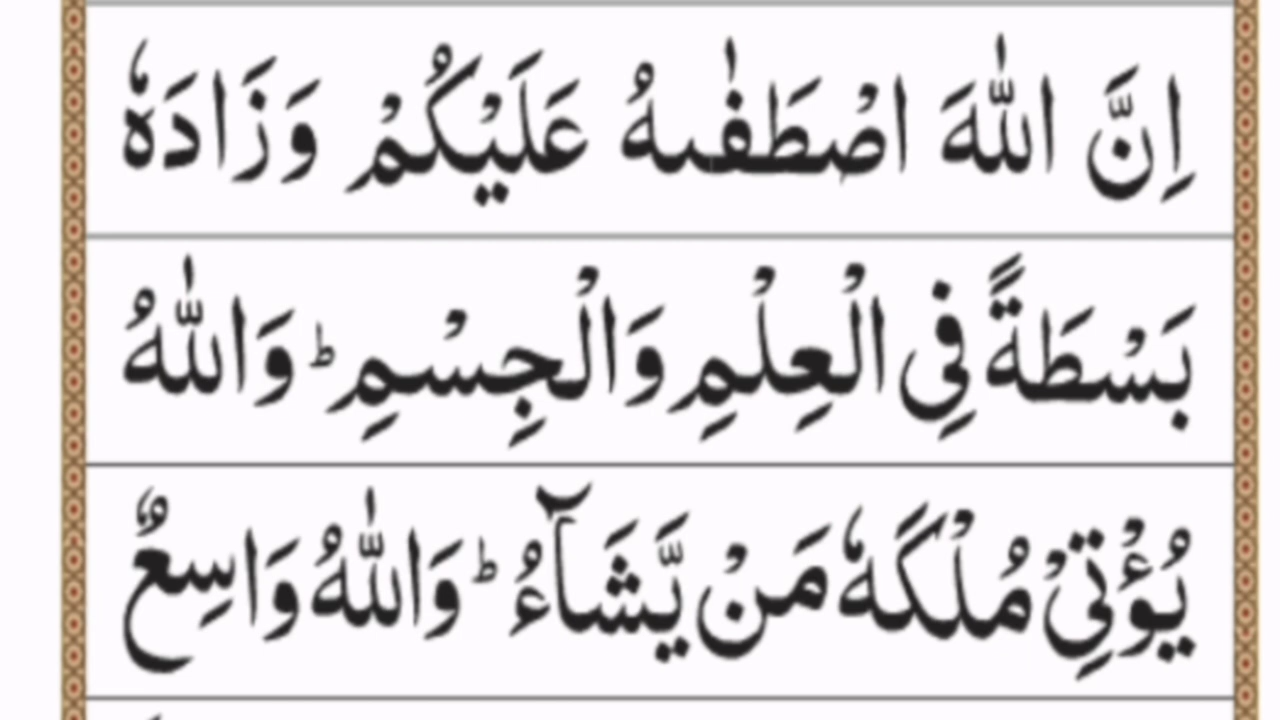 اِنَّ اللّٰهَ اصْطَفٰىهُ عَلَيْكُمْ وَزَادَهٗ
بَسْطَةً فِى الْعِلْمِ وَالْجِسْمِ ؕ وَاللّٰهُ
يُؤْتِىْ مُلْكَهٗ مَنْ يَّشَآءُ ؕ وَاللّٰهُ وَاسِعٌ